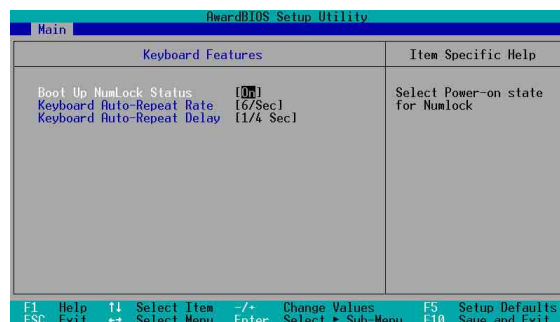 AwardBIOS Setup Utility
Main
Keyboard Features
Item Specific Help
Boot Up NumLock Status [On]
Keyboard Auto-Repeat Rate [6/Sec]
Keyboard Auto-Repeat Delay [1/4 Sec]
Select Power-on state
for Numlock
F1 Help ↑↓ Select Item -/+ Change Values F5 Setup Defaults
ESC Exit ←→ Select Menu Enter Select ► Sub-Menu F10 Save and Exit